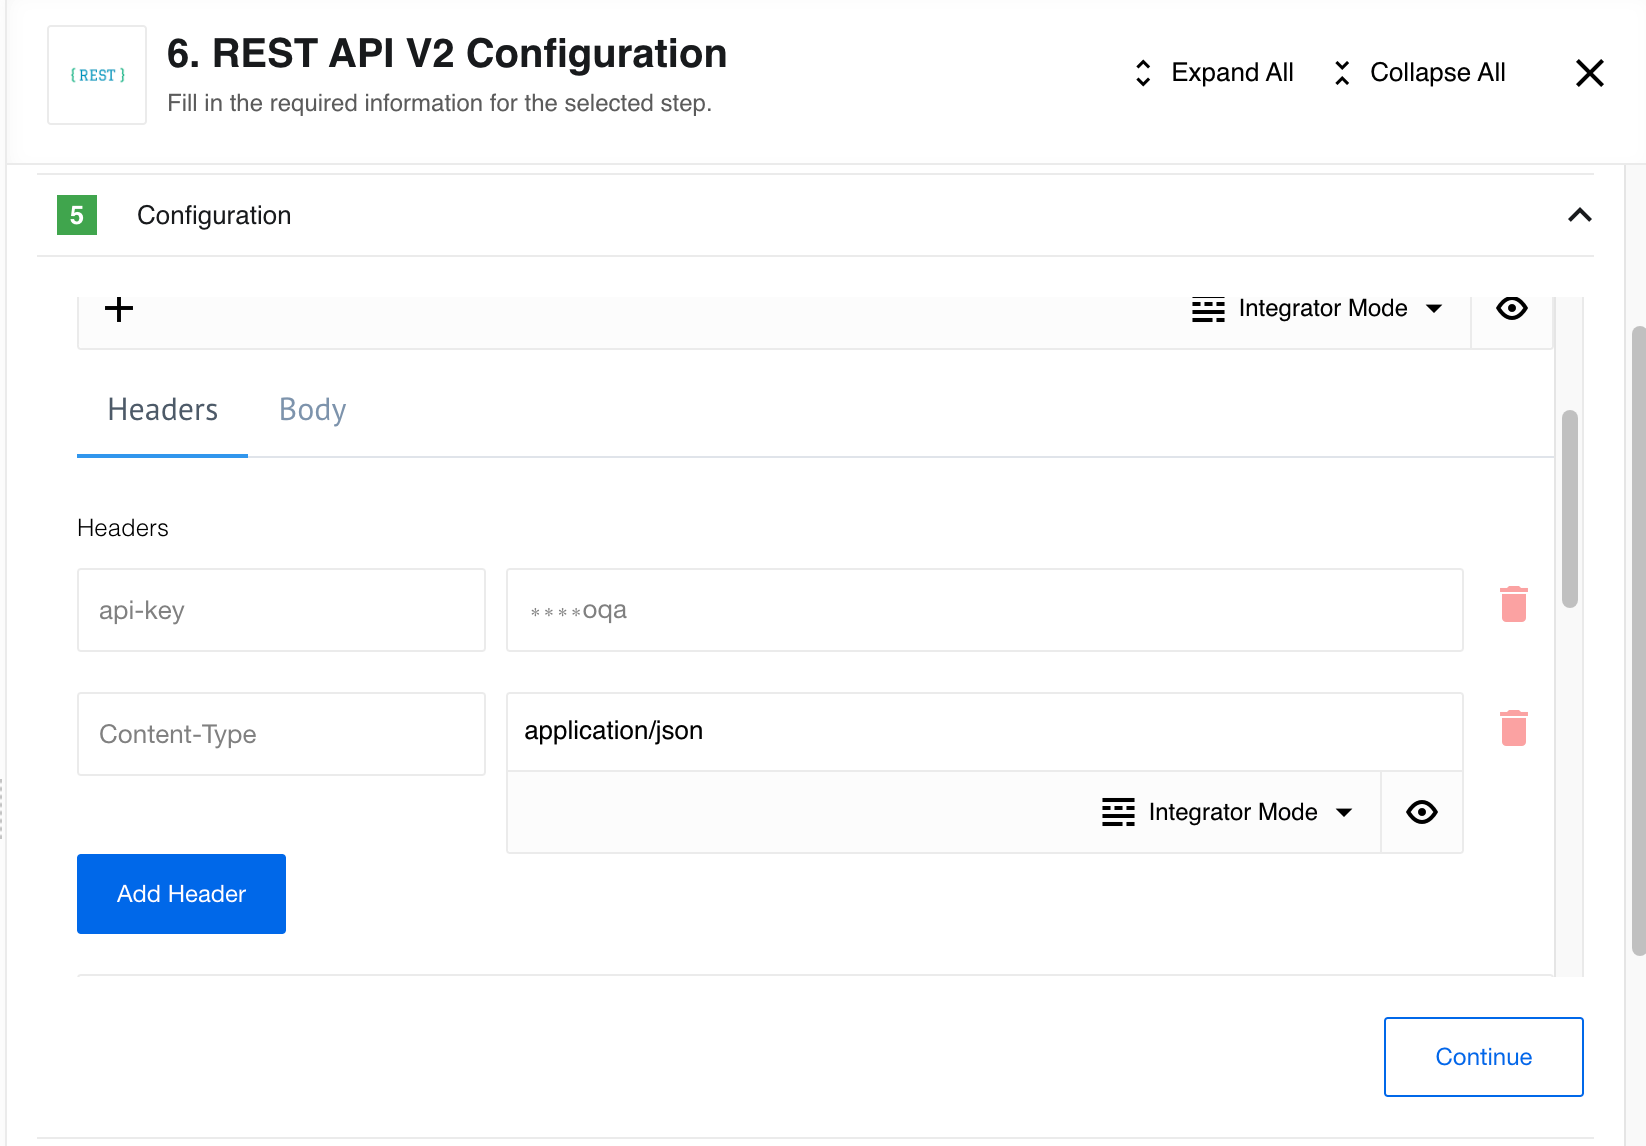 { REST }
6. REST API V2 Configuration
Fill in the required information for the selected step.
Expand All
Collapse All
5
Configuration
Integrator Mode
Headers
Body
Headers
api-key
****oqa
Content-Type
application/json
Integrator Mode
Add Header
Continue